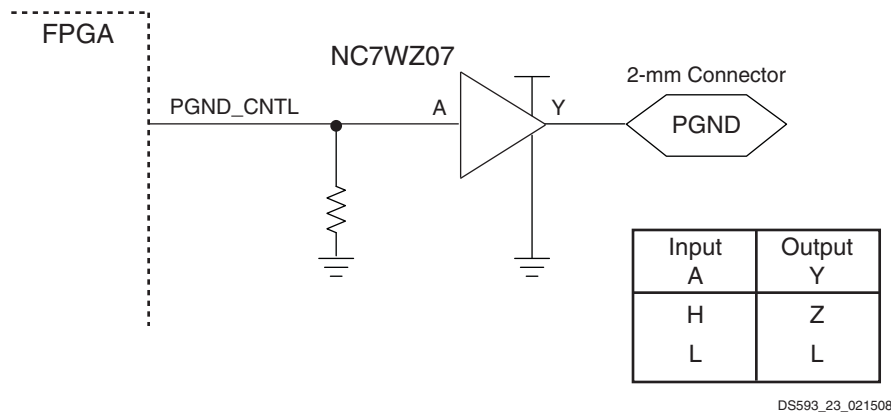 FPGA
NC7WZ07
2-mm Connector
PGND_CNTL
A
Y
PGND
Input Output
A Y
H Z
L L
DS593_23_021508